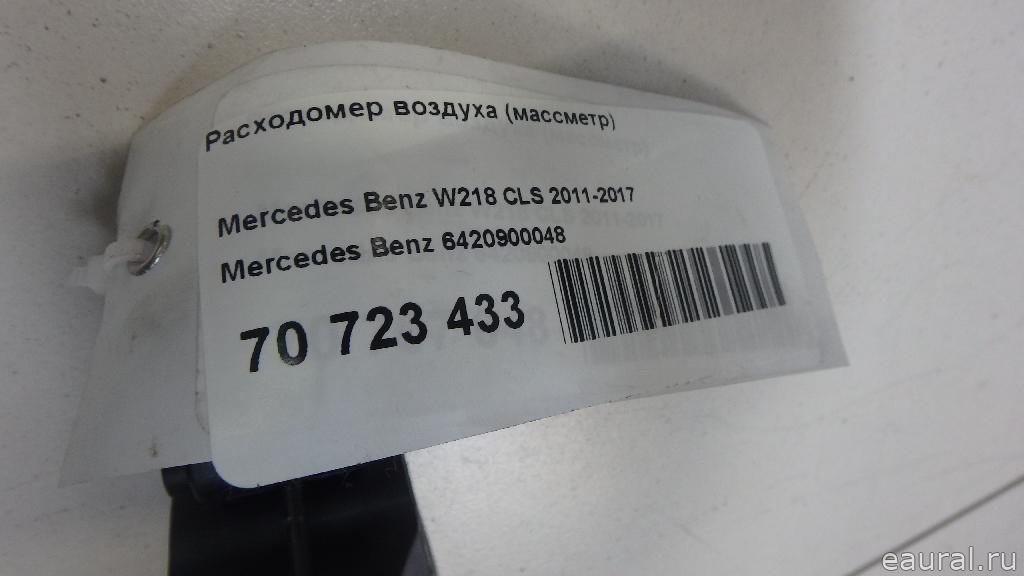 Расходомер воздуха (массметр)
Mercedes Benz W218 CLS 2011-2017
Mercedes Benz 6420900048
70 723 433
eaural.ru